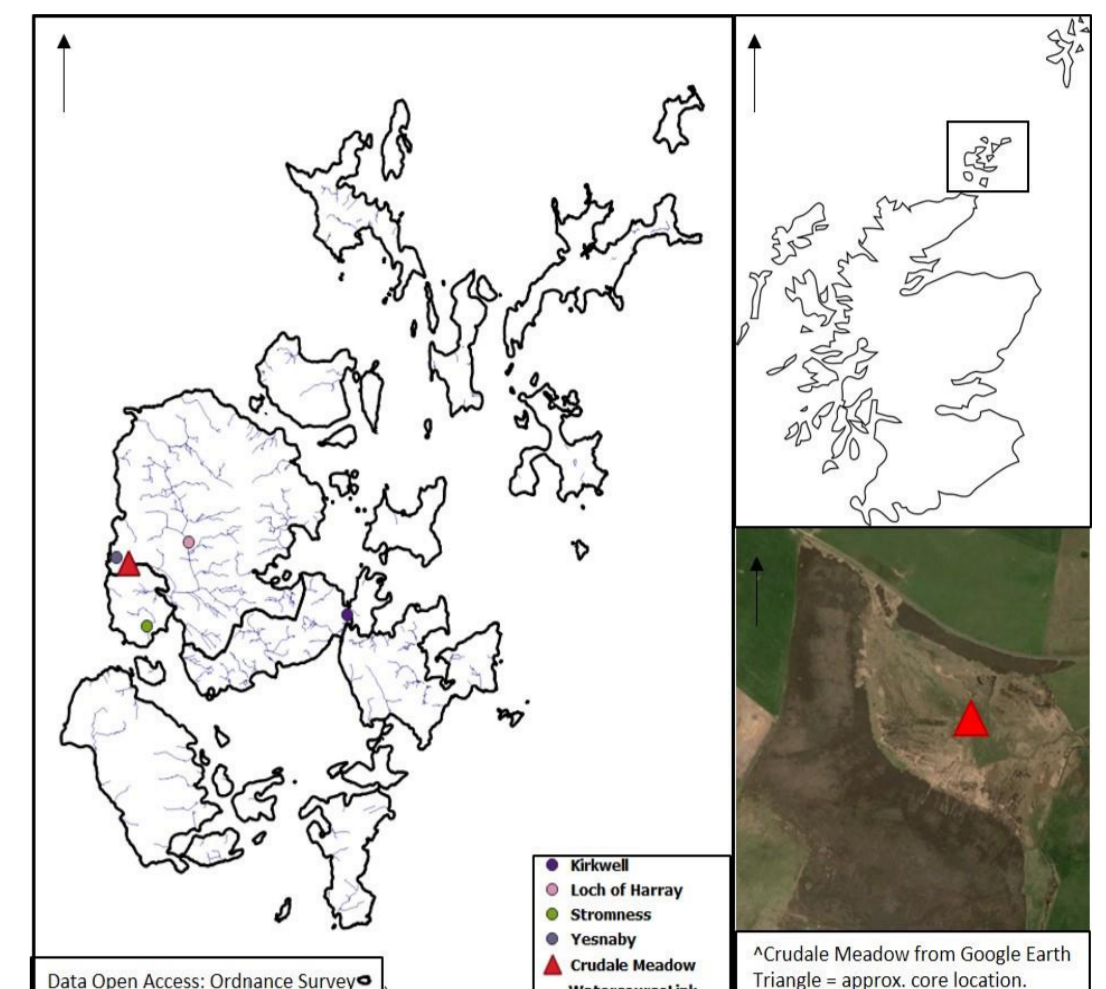 Kirkwell
Loch of Harray
Stromness
Yesnaby
Crudale Meadow
WatercourseLink
Data Open Access: Ordnance Survey
^Crudale Meadow from Google Earth
Triangle = approx. core location.